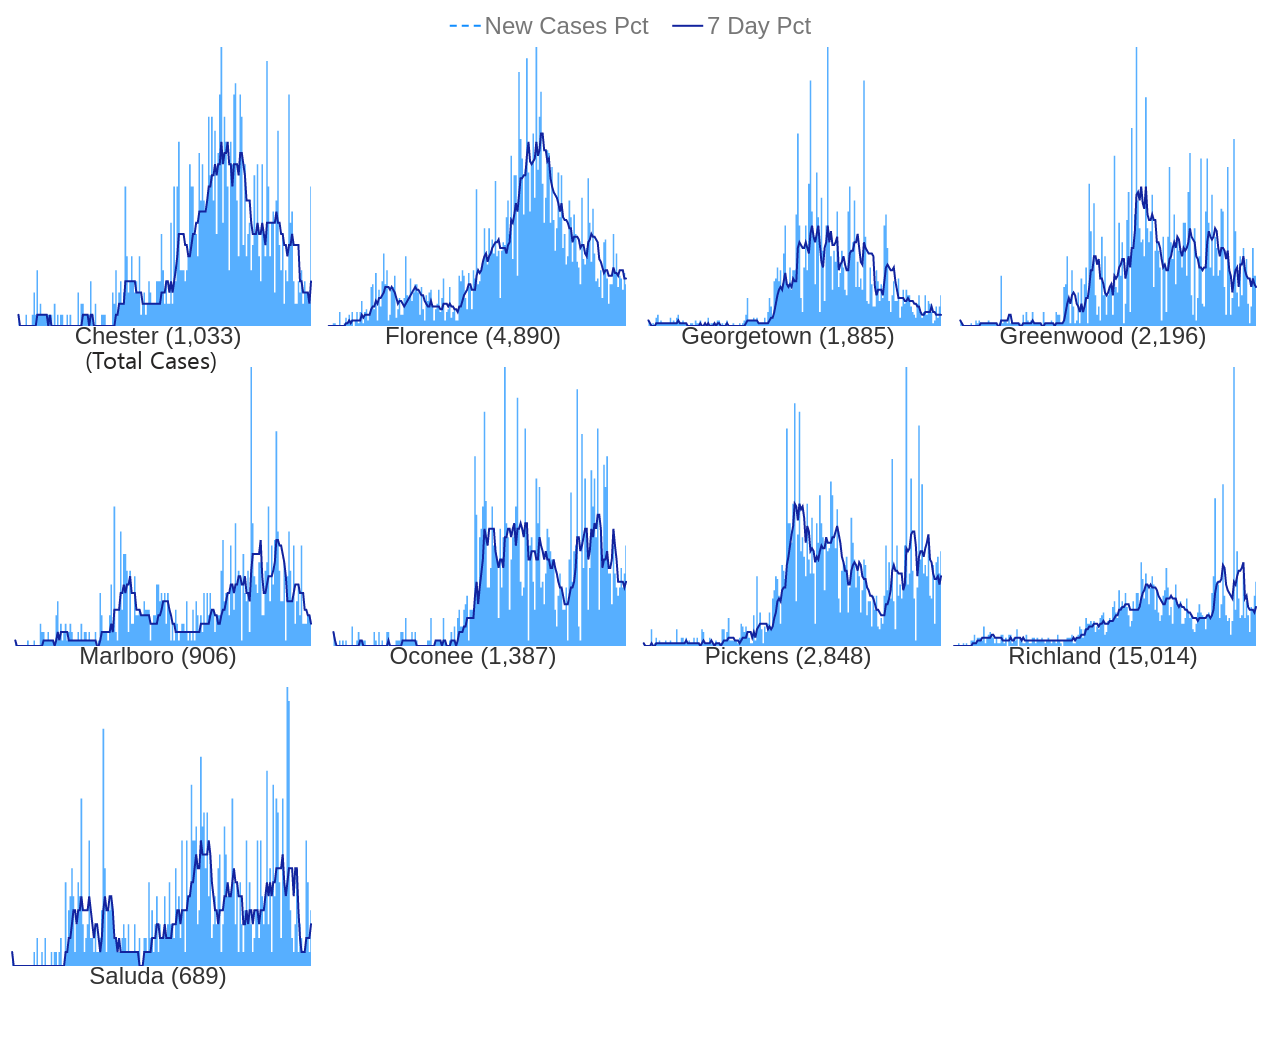 New Cases Pct 7 Day Pct
Chester (1,033) Florence (4,890) Georgetown (1,885) Greenwood (2,196)
(Total Cases)
Marlboro (906) Oconee (1,387) Pickens (2,848) Richland (15,014)
Saluda (689)